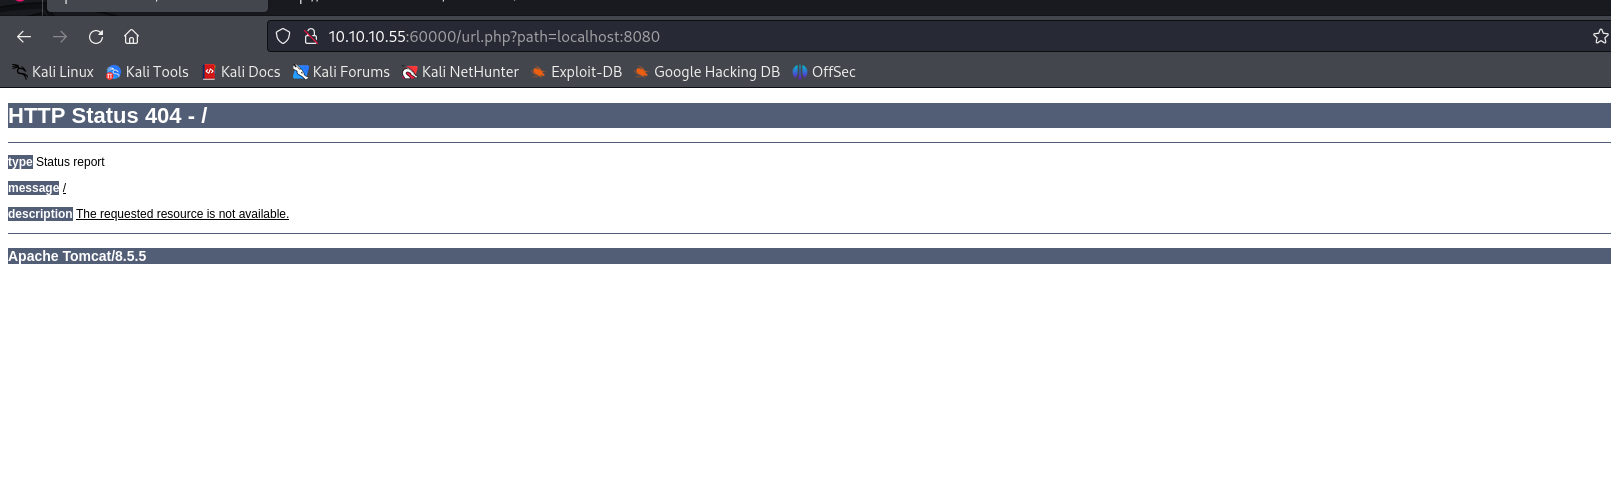 10.10.10.55:60000/url.php?path=localhost:8080
Kali Linux Kali Tools Kali Docs Kali Forums Kali NetHunter Exploit-DB Google Hacking DB OffSec
HTTP Status 404 - /
type Status report
message /
description The requested resource is not available.
Apache Tomcat/8.5.5